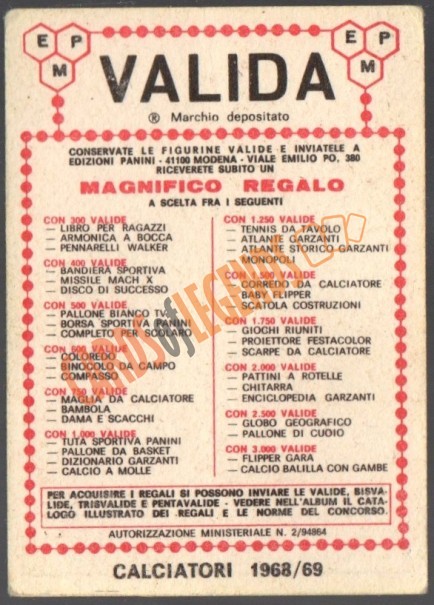 E P M
E P M
VALIDA
® Marchio depositato
CONSERVATE LE FIGURINE VALIDE E INVIATELE A
EDIZIONI PANINI - 41100 MODENA - VIALE EMILIO PO, 380
RICEVERETE SUBITO UN
MAGNIFICO REGALO
A SCELTA FRA I SEGUENTI
CON 300 VALIDE
— LIBRO PER RAGAZZI
— ARMONICA A BOCCA
— PENNARELLI WALKER
CON 400 VALIDE
— BANDIERA SPORTIVA
— MISSILE MACH X
— DISCO DI SUCCESSO
CON 500 VALIDE
— PALLONE BIANCO TV
— BORSA SPORTIVA PANINI
— COMPLETO PER SCOLARO
CON 600 VALIDE
— COLOREDO
— BINOCOLO DA CAMPO
— COMPASSO
CON 750 VALIDE
— MAGLIA DA CALCIATORE
— BAMBOLA
— DAMA E SCACCHI
CON 1.000 VALIDE
— TUTA SPORTIVA PANINI
— PALLONE DA BASKET
— DIZIONARIO GARZANTI
— CALCIO A MOLLE
CON 1.250 VALIDE
— TENNIS DA TAVOLO
— ATLANTE GARZANTI
— ATLANTE STORICO GARZANTI
— MONOPOLI
CON 1.500 VALIDE
— CORREDO DA CALCIATORE
— BABY FLIPPER
— SCATOLA COSTRUZIONI
CON 1.750 VALIDE
— GIOCHI RIUNITI
— PROIETTORE FESTACOLOR
— SCARPE DA CALCIATORE
CON 2.000 VALIDE
— PATTINI A ROTELLE
— CHITARRA
— ENCICLOPEDIA GARZANTI
CON 2.500 VALIDE
— GLOBO GEOGRAFICO
— PALLONE DI CUOIO
CON 3.000 VALIDE
— FLIPPER GARA
— CALCIO BALILLA CON GAMBE
CARDSofLEGENDS.COM
PER ACQUISIRE I REGALI SI POSSONO INVIARE LE VALIDE, BISVA-
LIDE, TRISVALIDE E PENTAVALIDE - VEDERE NELL'ALBUM IL CATA-
LOGO ILLUSTRATO DEI REGALI E LE NORME DEL CONCORSO.
AUTORIZZAZIONE MINISTERIALE N. 2/94864
CALCIATORI 1968/69